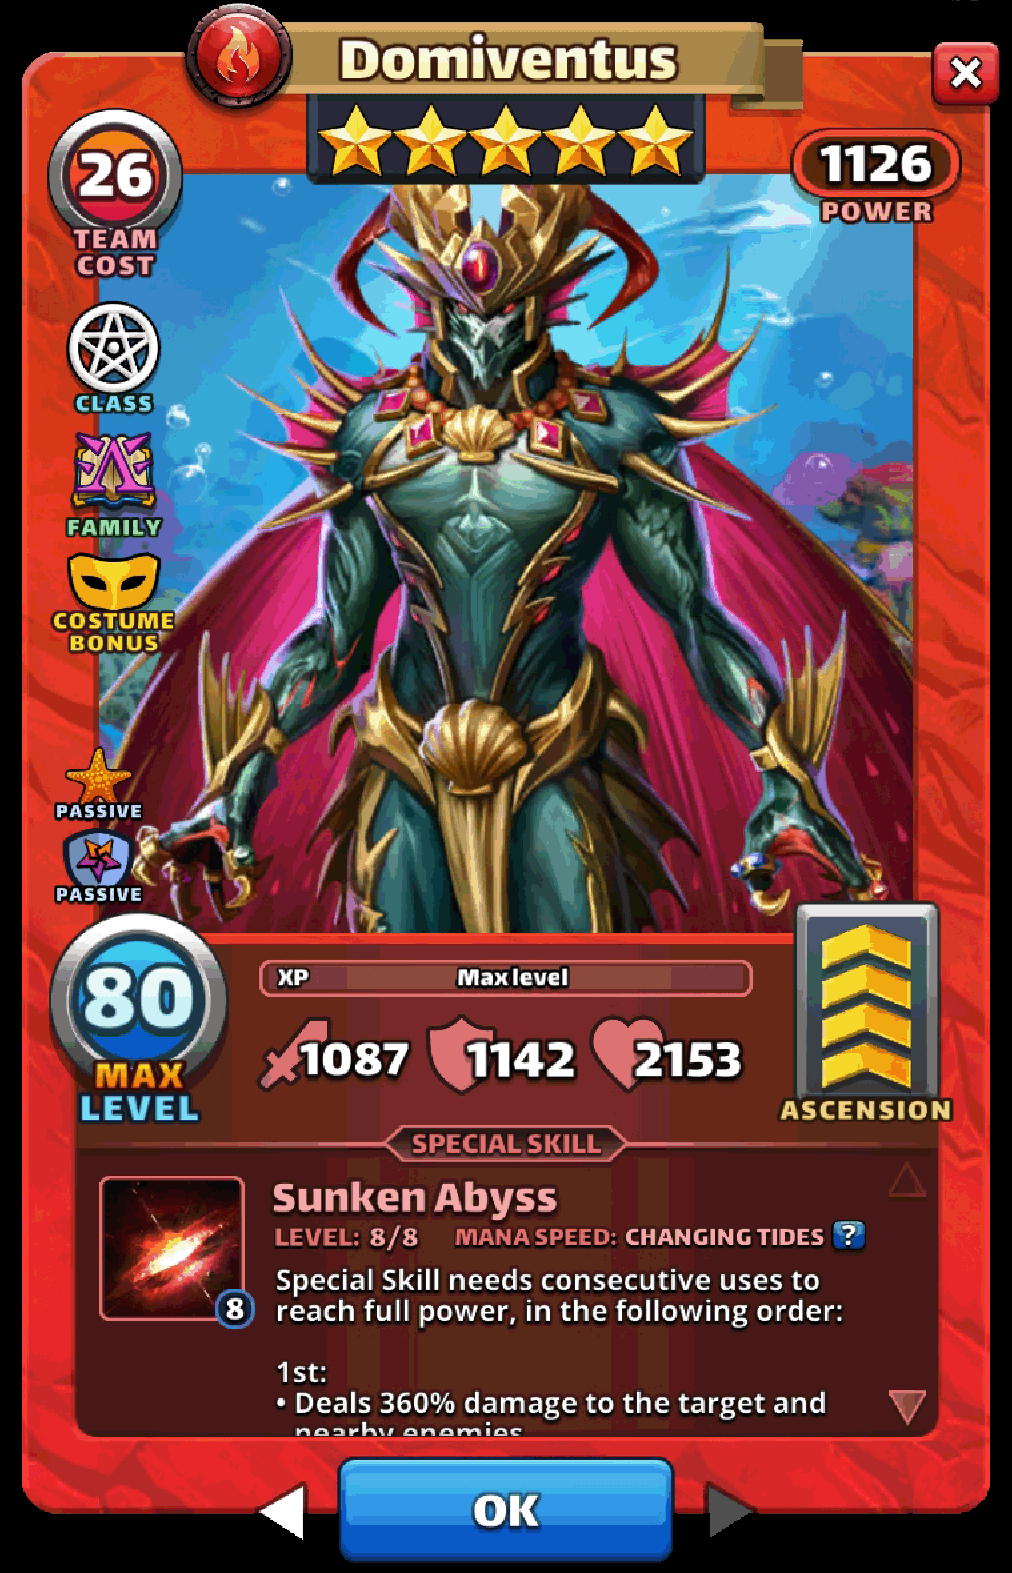 Domiventus
26
TEAM
COST
1126
POWER
CLASS
FAMILY
COSTUME
BONUS
PASSIVE
PASSIVE
80
MAX
LEVEL
XP
Max level
1087
1142
2153
ASCENSION
SPECIAL SKILL
Sunken Abyss
LEVEL: 8/8
MANA SPEED: CHANGING TIDES ?
8
Special Skill needs consecutive uses to
reach full power, in the following order:
1st:
• Deals 360% damage to the target and
nearby enemies
OK